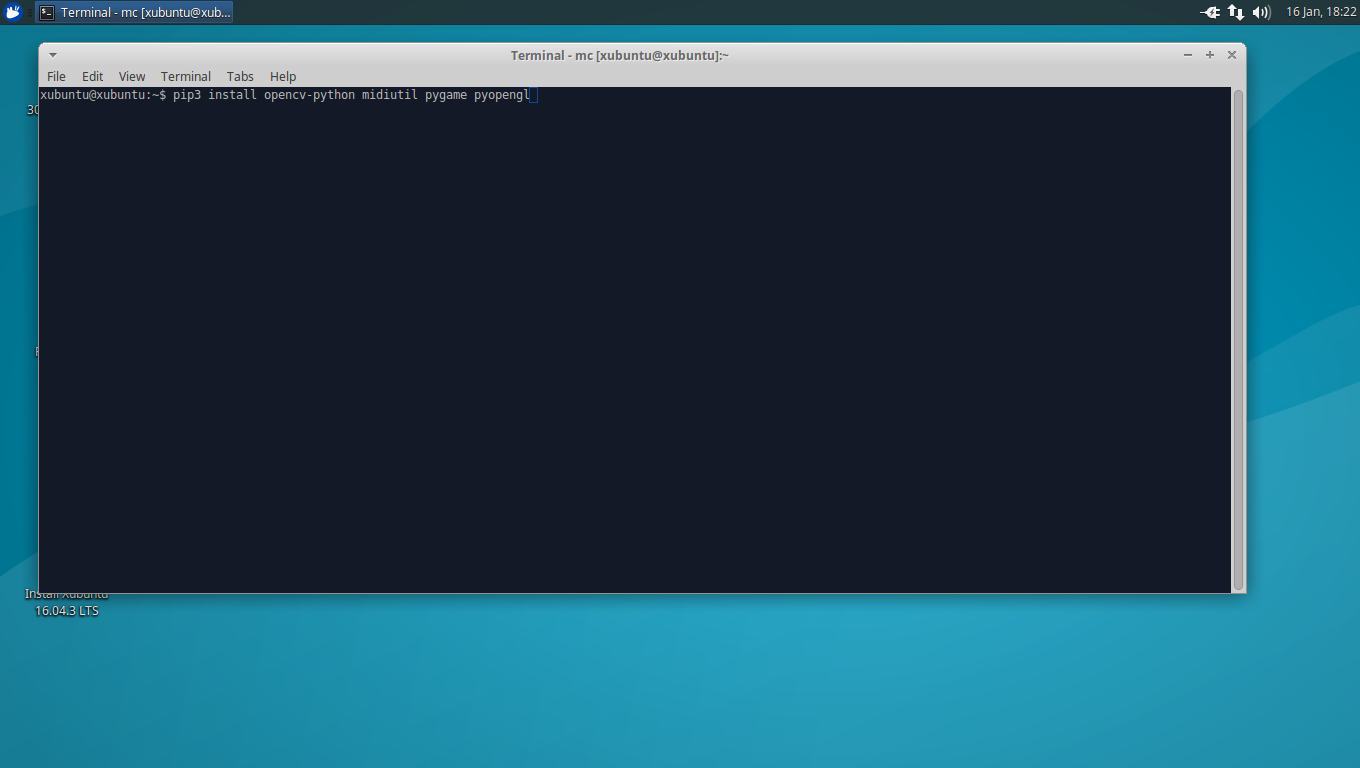 Terminal - mc [xubuntu@xub...
16 Jan, 18:22
Terminal - mc [xubuntu@xubuntu]:~
File Edit View Terminal Tabs Help
xubuntu@xubuntu:~$ pip3 install opencv-python midiutil pygame pyopengl
30
Install Xubuntu
16.04.3 LTS